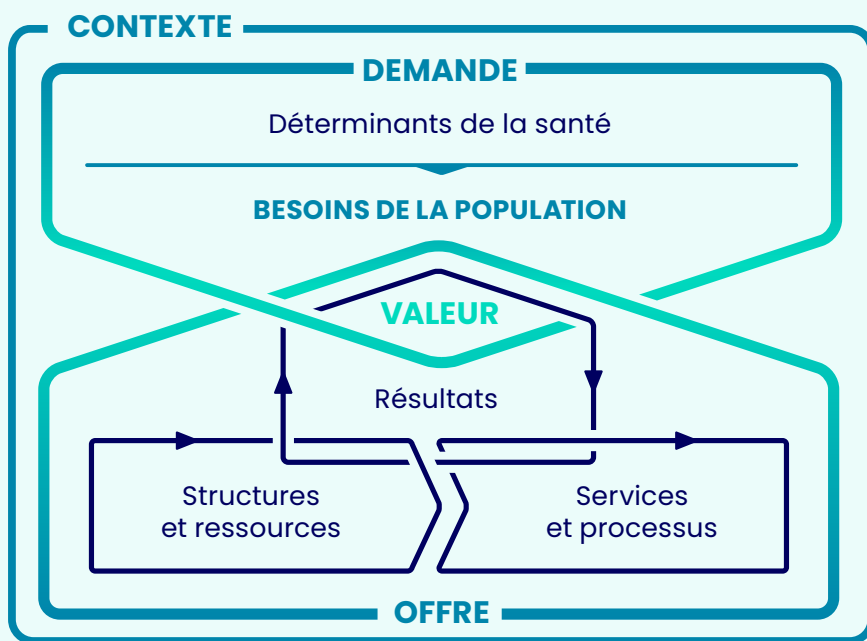 CONTEXTE
DEMANDE
Déterminants de la santé
BESOINS DE LA POPULATION
VALEUR
Résultats
Structures
et ressources
Services
et processus
OFFRE